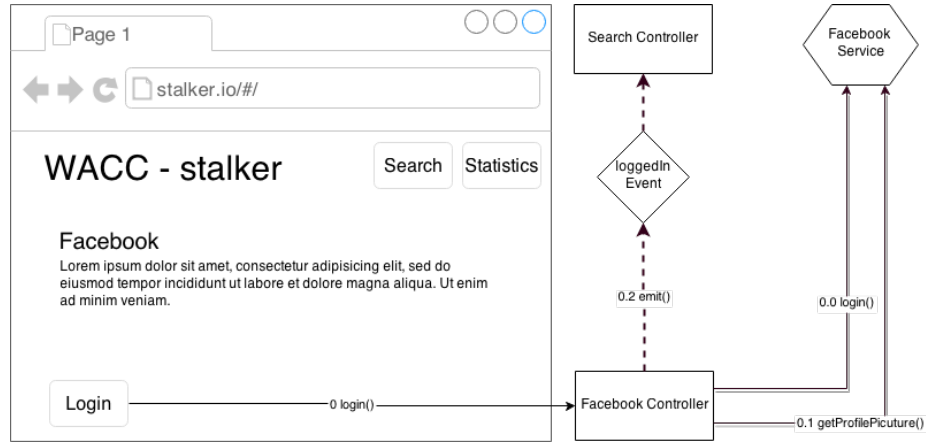 Page 1
stalker.io/#/
WACC - stalker
Search
Statistics
Facebook
Lorem ipsum dolor sit amet, consectetur adipisicing elit, sed do
eiusmod tempor incididunt ut labore et dolore magna aliqua. Ut enim
ad minim veniam.
Login
0 login()
Search Controller
loggedIn
Event
0.2 emit()
Facebook Controller
Facebook
Service
0.0 login()
0.1 getProfilePicuture()